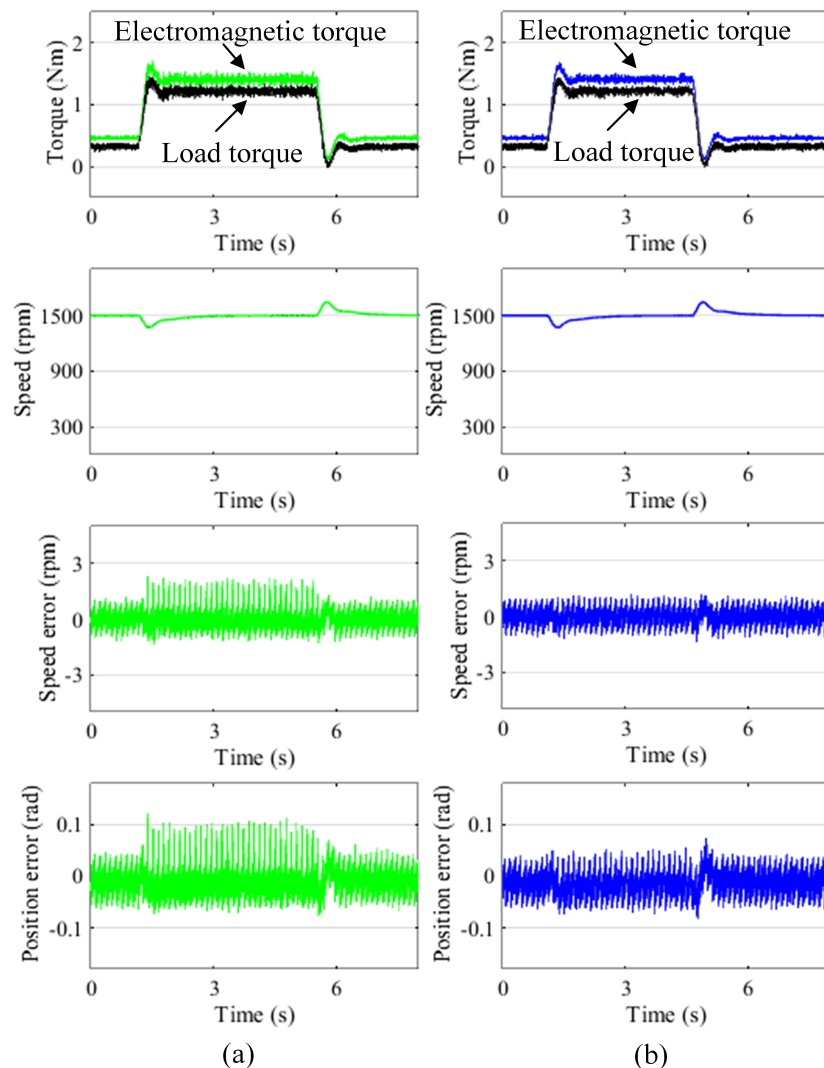 Electromagnetic torque
Load torque
Torque (Nm)
2
1
0
0 3 6
Time (s)
Electromagnetic torque
Load torque
Torque (Nm)
2
1
0
0 3 6
Time (s)
Speed (rpm)
1500
900
300
0 3 6
Time (s)
Speed (rpm)
1500
900
300
0 3 6
Time (s)
Speed error (rpm)
3
0
-3
0 3 6
Time (s)
Speed error (rpm)
3
0
-3
0 3 6
Time (s)
Position error (rad)
0.1
0
-0.1
0 3 6
Time (s)
Position error (rad)
0.1
0
-0.1
0 3 6
Time (s)
(a)
(b)